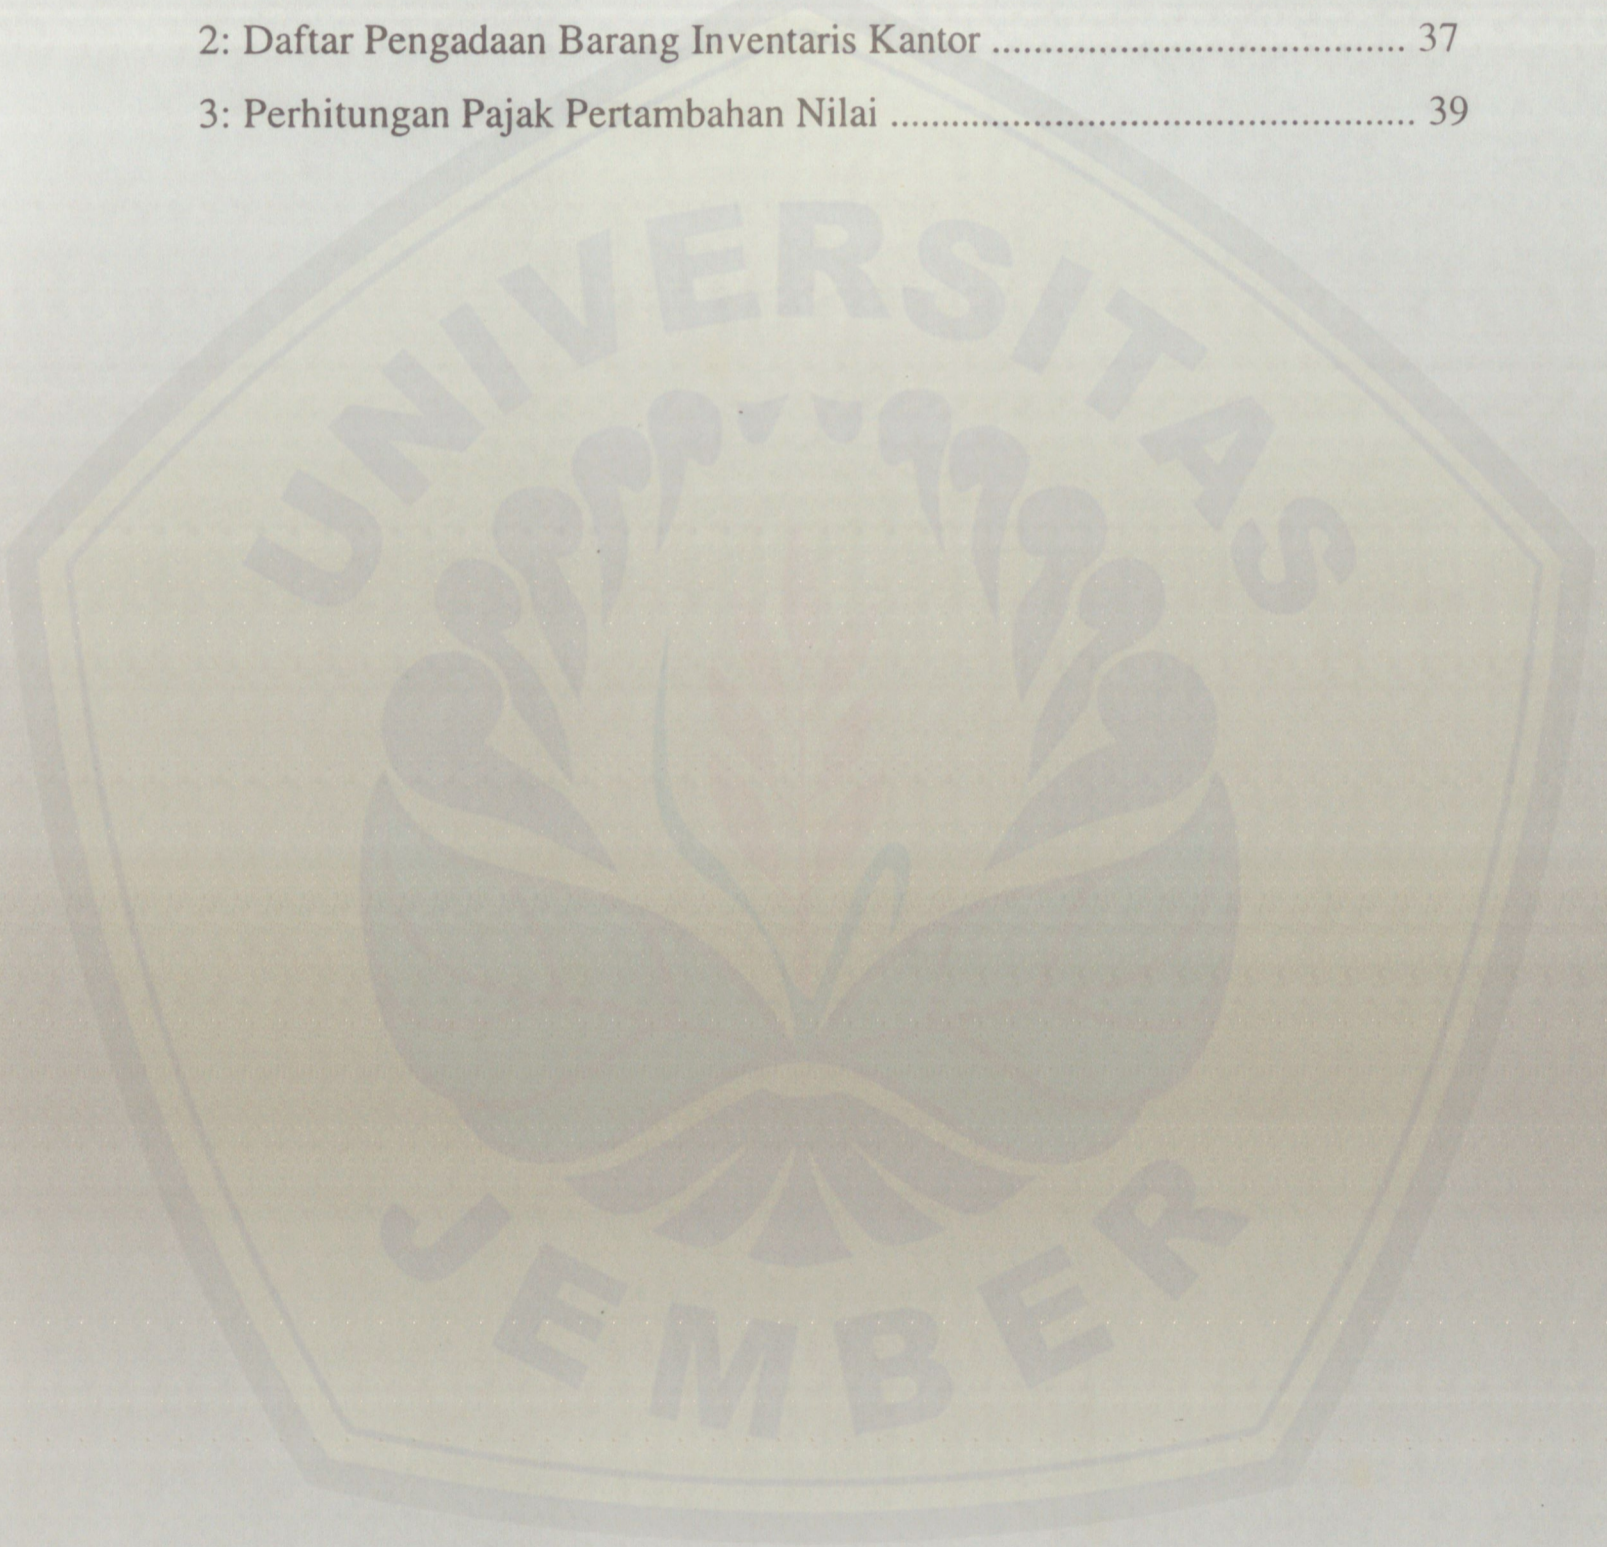 2: Daftar Pengadaan Barang Inventaris Kantor ........................................ 37
3: Perhitungan Pajak Pertambahan Nilai ................................................... 39
UNIVERSITAS
JEMBER